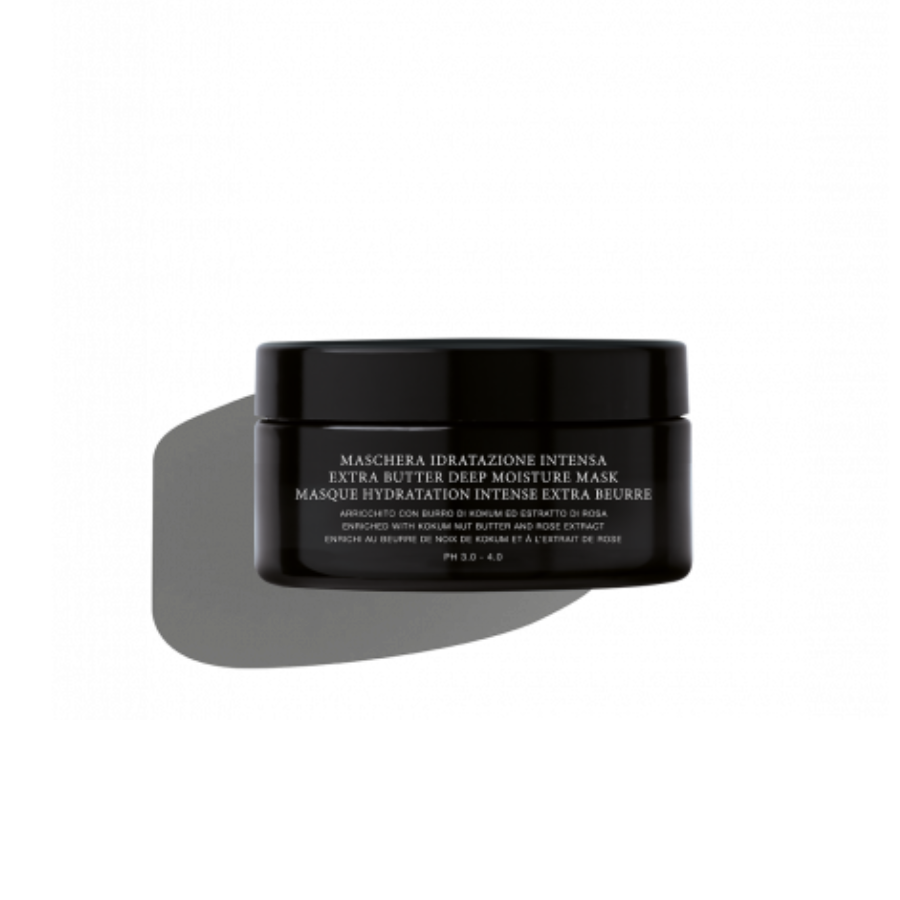 MASCHERA IDRATAZIONE INTENSA
EXTRA BUTTER DEEP MOISTURE MASK
MASQUE HYDRATATION INTENSE EXTRA BEURRE
ARRICCHITO CON BURRO DI KOKUM ED ESTRATTO DI ROSA
ENRICHED WITH KOKUM NUT BUTTER AND ROSE EXTRACT
ENRICHI AU BEURRE DE NOIX DE KOKUM ET À L'EXTRAIT DE ROSE
PH 3.0 - 4.0